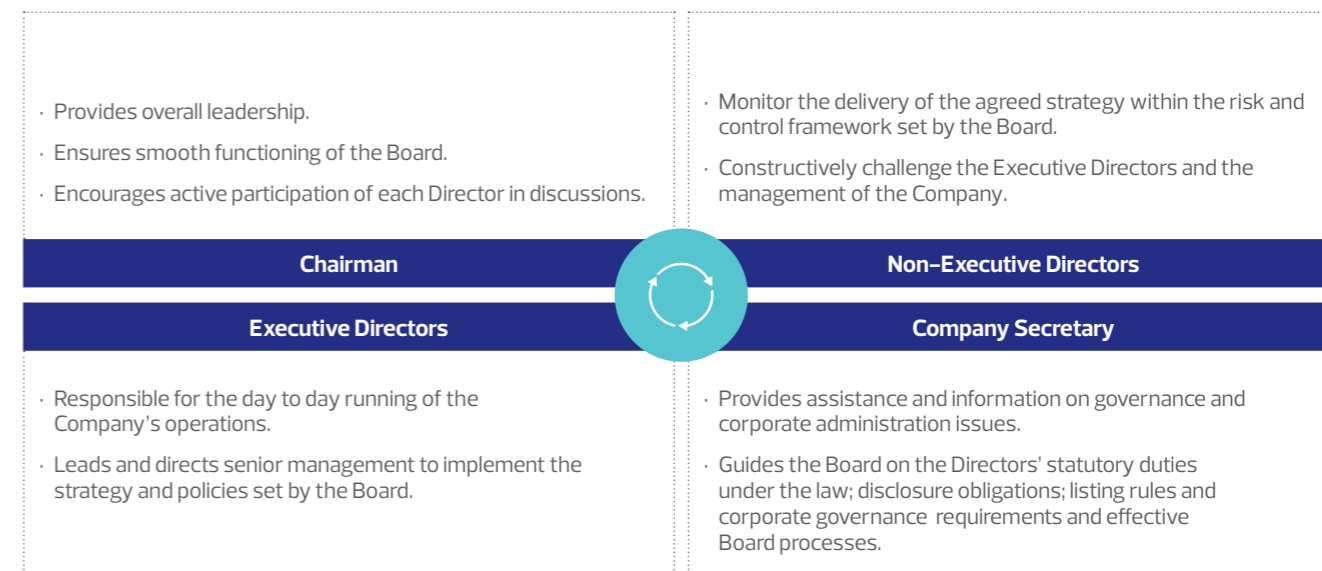 · Provides overall leadership.
· Ensures smooth functioning of the Board.
· Encourages active participation of each Director in discussions.
Chairman
· Monitor the delivery of the agreed strategy within the risk and
control framework set by the Board.
· Constructively challenge the Executive Directors and the
management of the Company.
Non-Executive Directors
Executive Directors
· Responsible for the day to day running of the
Company's operations.
· Leads and directs senior management to implement the
strategy and policies set by the Board.
Company Secretary
· Provides assistance and information on governance and
corporate administration issues.
· Guides the Board on the Directors' statutory duties
under the law; disclosure obligations; listing rules and
corporate governance requirements and effective
Board processes.